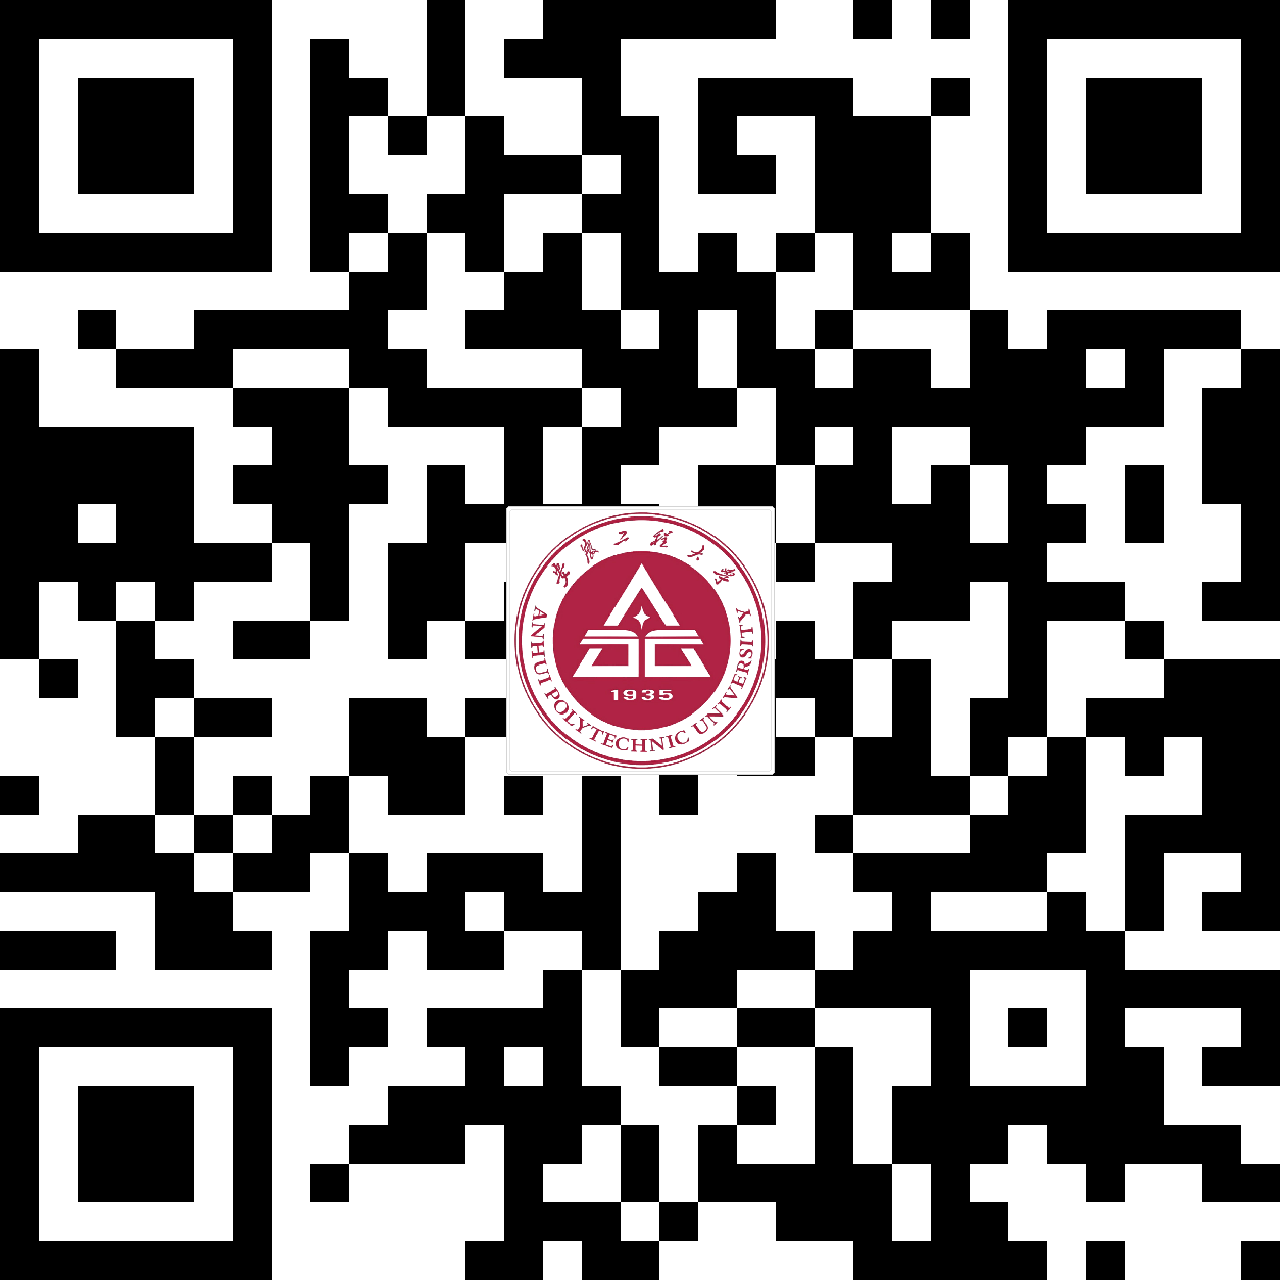 安徽工程大学
1935
ANHUI POLYTECHNIC UNIVERSITY